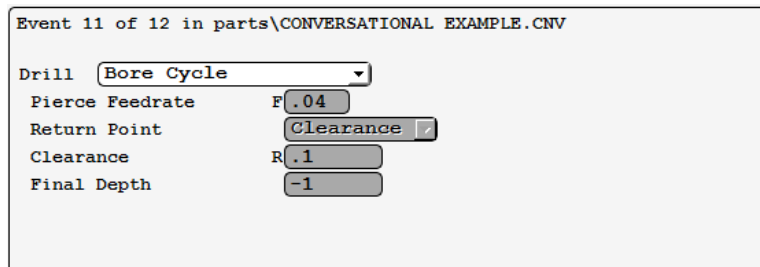 Event 11 of 12 in parts\CONVERSATIONAL EXAMPLE.CNV
Drill Bore Cycle
Pierce Feedrate F .04
Return Point Clearance
Clearance R .1
Final Depth -1